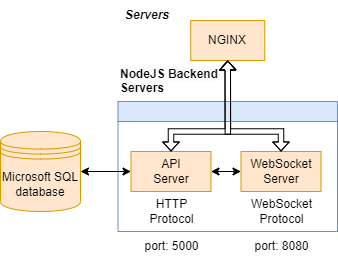 Servers
NGINX
NodeJS Backend
Servers
Microsoft SQL
database
API
Server
WebSocket
Server
HTTP
Protocol
WebSocket
Protocol
port: 5000
port: 8080